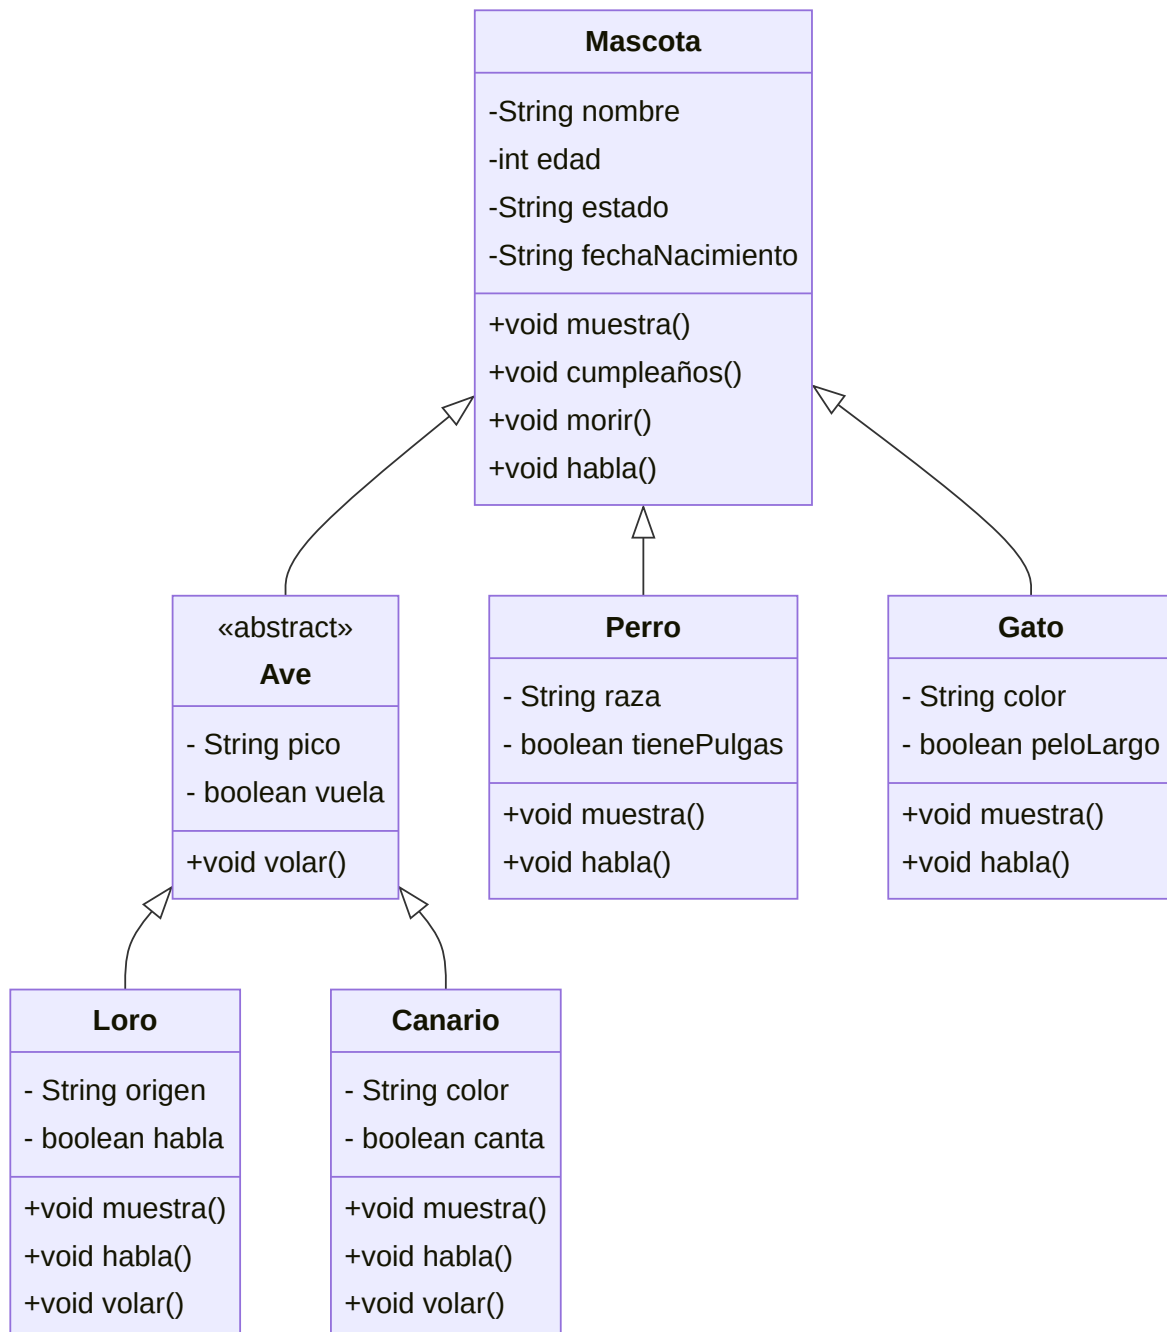 Mascota
-String nombre
-int edad
-String estado
-String fechaNacimiento
+void muestra()
+void cumpleaños()
+void morir()
+void habla()
«abstract»
Ave
- String pico
- boolean vuela
+void volar()
Perro
- String raza
- boolean tienePulgas
+void muestra()
+void habla()
Gato
- String color
- boolean peloLargo
+void muestra()
+void habla()
Loro
- String origen
- boolean habla
+void muestra()
+void habla()
+void volar()
Canario
- String color
- boolean canta
+void muestra()
+void habla()
+void volar()